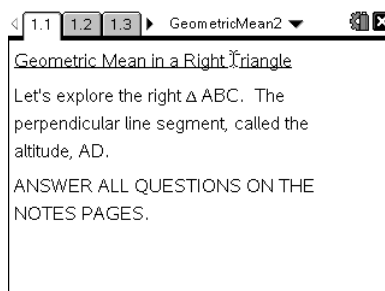 1.1 1.2 1.3 GeometricMean2
Geometric Mean in a Right Triangle
Let's explore the right Δ ABC. The
perpendicular line segment, called the
altitude, AD.
ANSWER ALL QUESTIONS ON THE
NOTES PAGES.